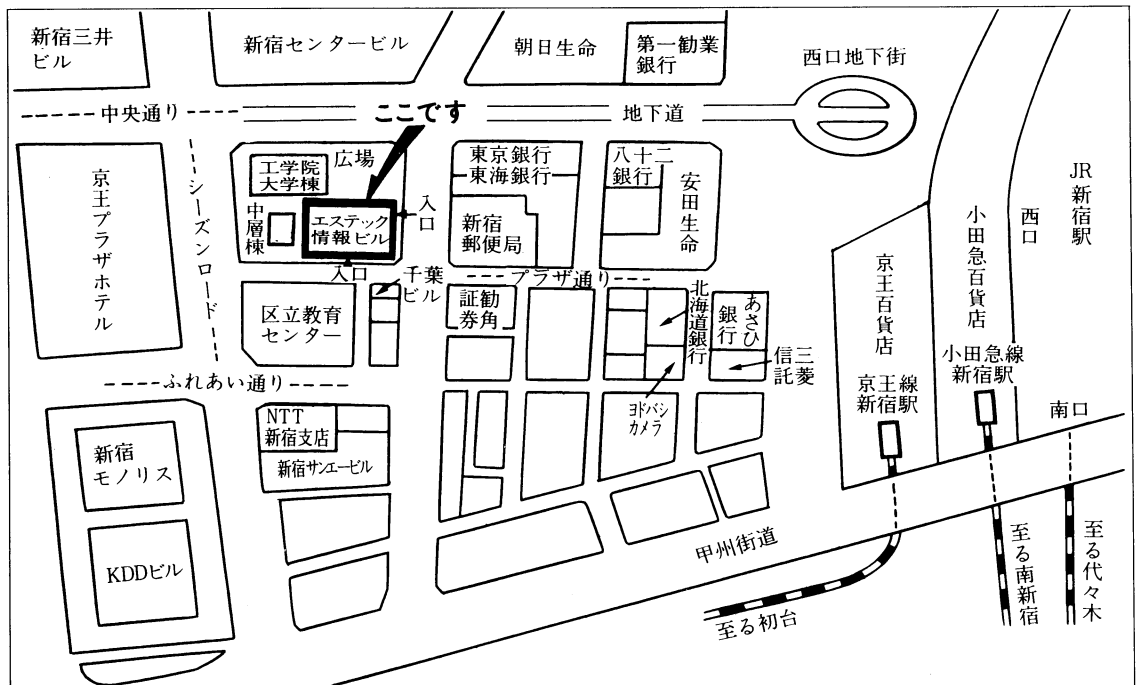 新宿三井
ビル
新宿センタービル
朝日生命
第一勧業
銀行
西口地下街
中央通り
ここです
地下道
京王プラザホテル
シーズンロード
工学院
大学棟
広場
中層棟
エステック
情報ビル
入口
入口
東京銀行
東海銀行
新宿
郵便局
八十二
銀行
安田生命
JR新宿駅
西口
小田急百貨店
京王百貨店
プラザ通り
千葉
ビル
区立教育
センター
勧角
証券
北海道銀行
あさひ
銀行
三菱
信託
小田急線
新宿駅
京王線
新宿駅
ふれあい通り
ヨドバシ
カメラ
南口
NTT
新宿支店
新宿サンエービル
新宿
モノリス
KDDビル
甲州街道
至る初台
至る南新宿
至る代々木